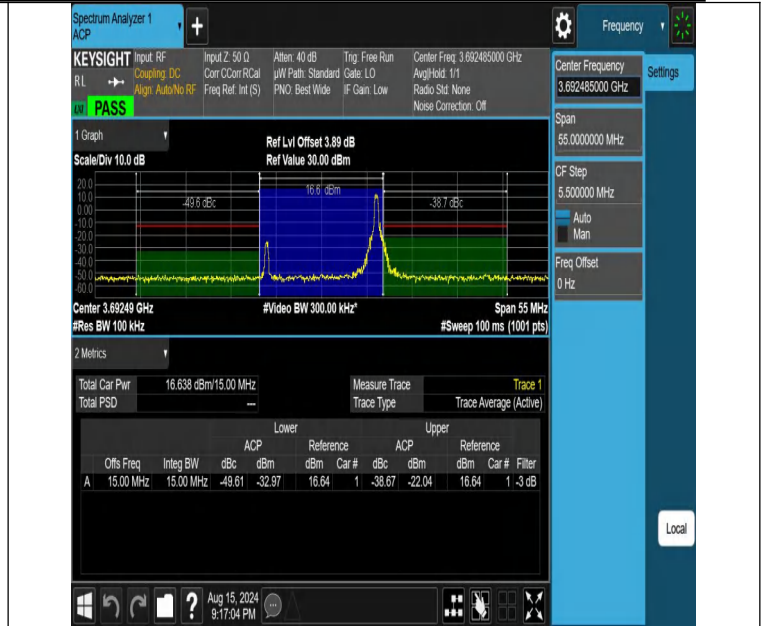 Spectrum Analyzer 1
ACP
Frequency
KEYSIGHT
RL
PASS
Input: RF
Coupling: DC
Align: Auto/No RF
Input Z: 50 Ω
Corr CCorr RCal
Freq Ref: Int (S)
Atten: 40 dB
µW Path: Standard
PNO: Best Wide
Trig: Free Run
Gate: LO
IF Gain: Low
Center Freq: 3.692485000 GHz
Avg|Hold: 1/1
Radio Std: None
Noise Correction: Off
Center Frequency
3.692485000 GHz
Settings
Span
55.0000000 MHz
CF Step
5.500000 MHz
Auto
Man
Freq Offset
0 Hz
1 Graph
Scale/Div 10.0 dB
Ref Lvl Offset 3.89 dB
Ref Value 30.00 dBm
20.0
10.0
0.00
-10.0
-20.0
-30.0
-40.0
-50.0
-60.0
-49.6 dBc
16.6 dBm
-38.7 dBc
Center 3.69249 GHz
#Video BW 300.00 kHz*
Span 55 MHz
#Res BW 100 kHz
#Sweep 100 ms (1001 pts)
2 Metrics
Total Car Pwr 16.638 dBm/15.00 MHz
Total PSD ---
Measure Trace Trace 1
Trace Type Trace Average (Active)
Lower Upper
ACP Reference ACP Reference
Offs Freq Integ BW dBc dBm dBm Car # dBc dBm dBm Car # Filter
A 15.00 MHz 15.00 MHz -49.61 -32.97 16.64 1 -38.67 -22.04 16.64 1 -3 dB
Local
?
Aug 15, 2024
9:17:04 PM